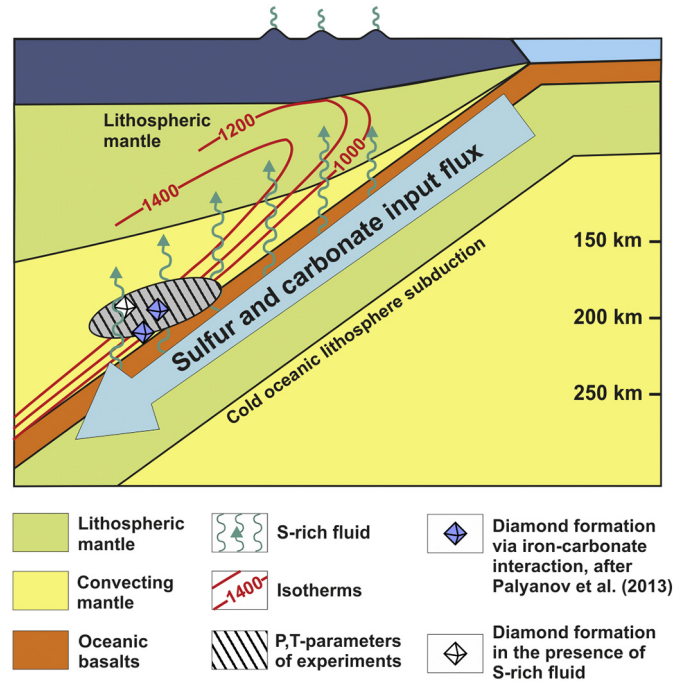 Lithospheric
mantle
1200
1000
1400
150 km
200 km
250 km
Sulfur and carbonate input flux
Cold oceanic lithosphere subduction
Lithospheric
mantle
Convecting
mantle
Oceanic
basalts
S-rich fluid
1400
Isotherms
P,T-parameters
of experiments
Diamond formation
via iron-carbonate
interaction, after
Palyanov et al. (2013)
Diamond formation
in the presence of
S-rich fluid